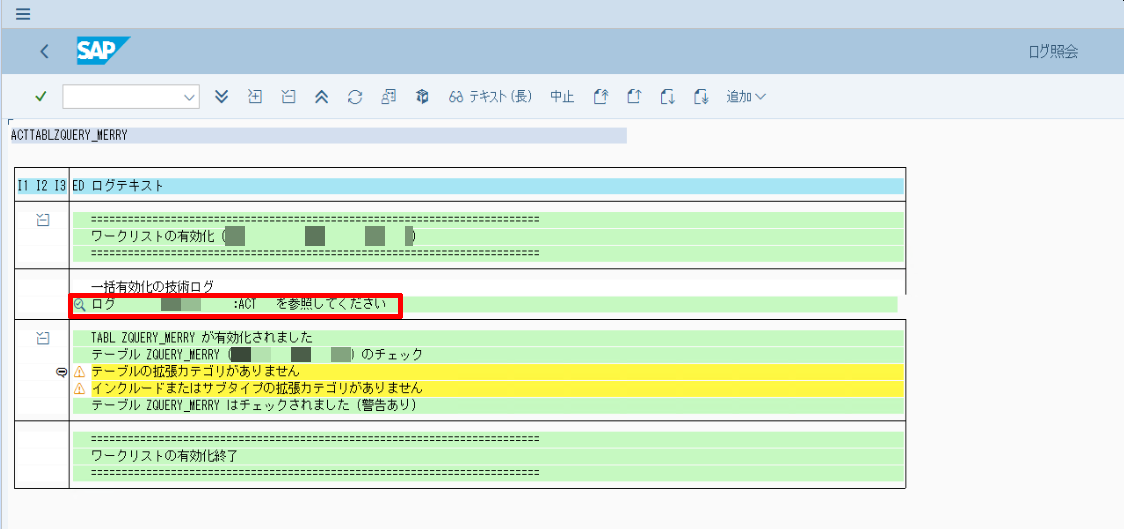 SAP
ログ照会
テキスト(長) 中止 追加
ACTTABLZQUERY_MERRY
I1 I2 I3 ED ログテキスト
=========================================================================
ワークリストの有効化 ( )
=========================================================================
一括有効化の技術ログ
ログ :ACT を参照してください
TABL ZQUERY_MERRY が有効化されました
テーブル ZQUERY_MERRY ( ) のチェック
テーブルの拡張カテゴリがありません
インクルードまたはサブタイプの拡張カテゴリがありません
テーブル ZQUERY_MERRY はチェックされました (警告あり)
=========================================================================
ワークリストの有効化終了
=========================================================================